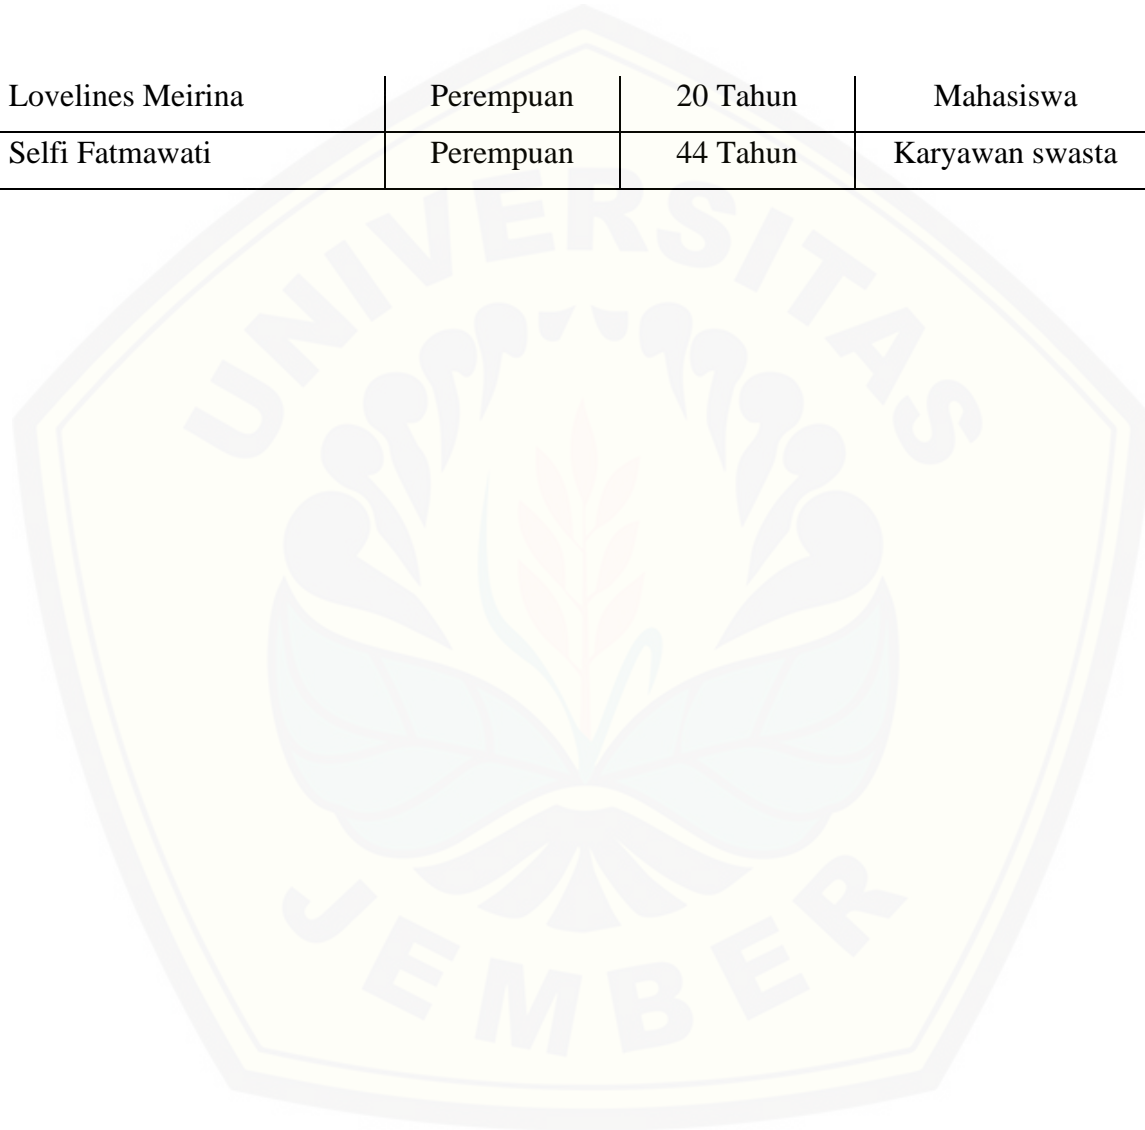 Lovelines Meirina Perempuan 20 Tahun Mahasiswa
Selfi Fatmawati Perempuan 44 Tahun Karyawan swasta
UNIVERSITAS
JEMBER